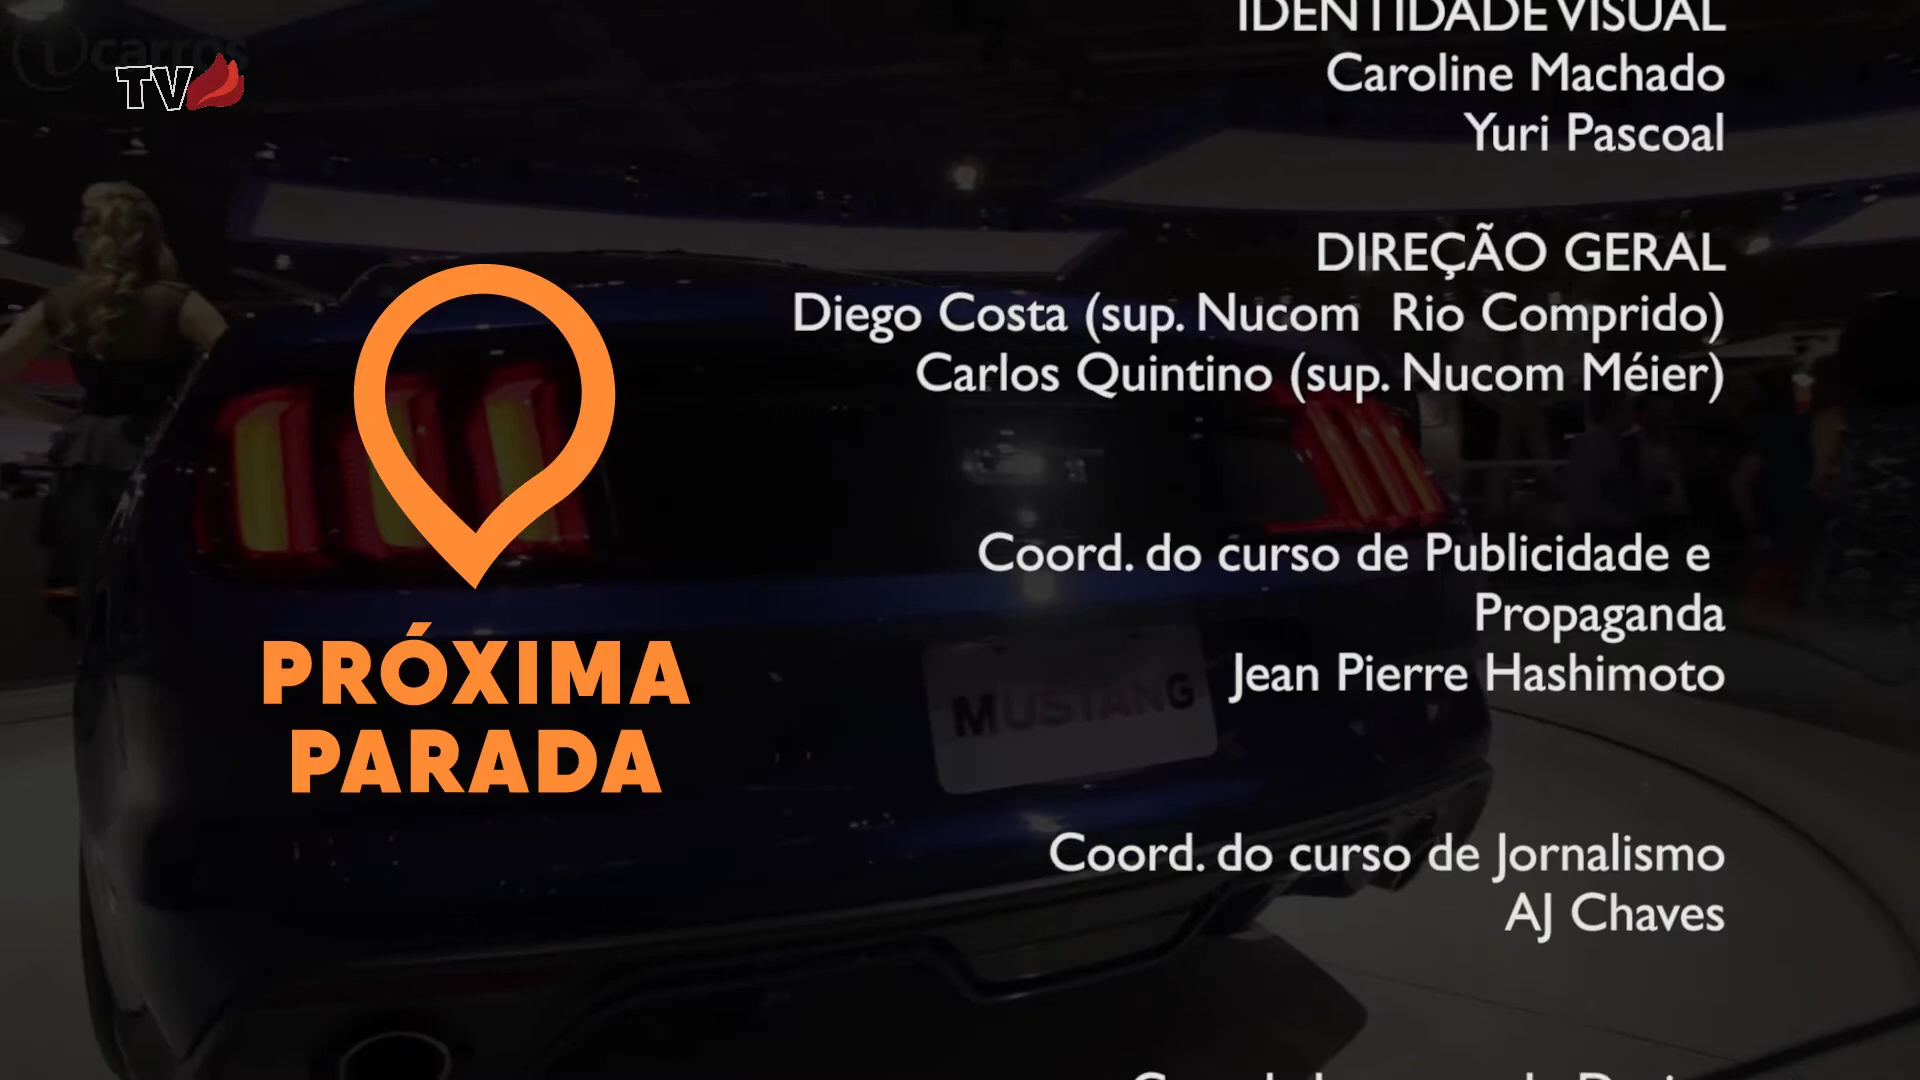 icarros
TV
IDENTIDADE VISUAL
Caroline Machado
Yuri Pascoal
DIREÇÃO GERAL
Diego Costa (sup. Nucom Rio Comprido)
Carlos Quintino (sup. Nucom Méier)
Coord. do curso de Publicidade e
Propaganda
Jean Pierre Hashimoto
Coord. do curso de Jornalismo
AJ Chaves
PRÓXIMA
PARADA
MUSTANG